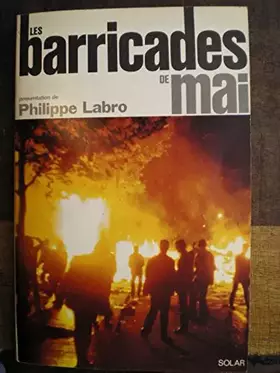 LES
barricades
DE
mai
présentation de
Philippe Labro
SOLAR